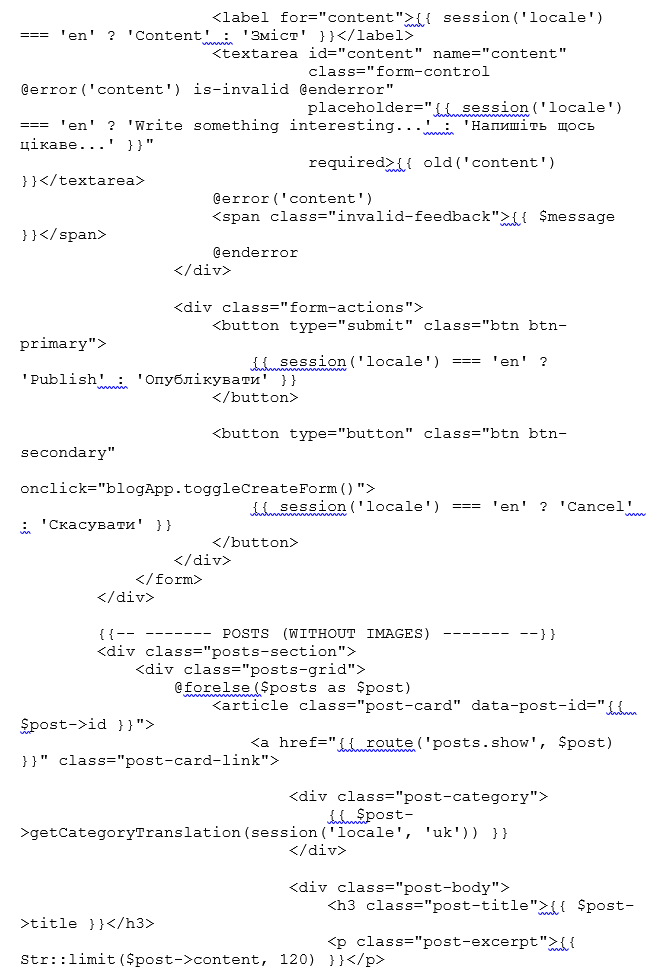 <label for="content">{{ session('locale')
=== 'en' ? 'Content' : 'Зміст' }}</label>
<textarea id="content" name="content"
class="form-control
@error('content') is-invalid @enderror"
placeholder="{{ session('locale')
=== 'en' ? 'Write something interesting...' : 'Напишіть щось
цікаве...' }}"
required>{{ old('content')
}}</textarea>
@error('content')
<span class="invalid-feedback">{{ $message
}}</span>
@enderror
</div>
<div class="form-actions">
<button type="submit" class="btn btn-
primary">
{{ session('locale') === 'en' ?
'Publish' : 'Опублікувати' }}
</button>
<button type="button" class="btn btn-
secondary"
onclick="blogApp.toggleCreateForm()">
{{ session('locale') === 'en' ? 'Cancel'
: 'Скасувати' }}
</button>
</div>
</form>
</div>
{{-- ------- POSTS (WITHOUT IMAGES) ------- --}}
<div class="posts-section">
<div class="posts-grid">
@forelse($posts as $post)
<article class="post-card" data-post-id="{{
$post->id }}">
<a href="{{ route('posts.show', $post)
}}" class="post-card-link">
<div class="post-category">
{{ $post-
>getCategoryTranslation(session('locale', 'uk')) }}
</div>
<div class="post-body">
<h3 class="post-title">{{ $post-
>title }}</h3>
<p class="post-excerpt">{{
Str::limit($post->content, 120) }}</p>